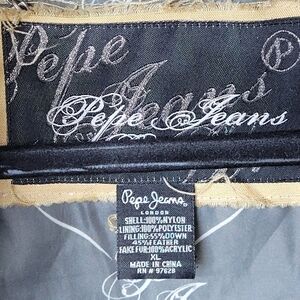 Pepe
Jeans
P
Pepe Jeans
Pepe Jeans
LONDON
SHELL:100%NYLON
LINING:100%POLYESTER
FILLING:55%DOWN
45%FEATHER
FAKE FUR:100%ACRYLIC
XL
MADE IN CHINA
RN # 97628